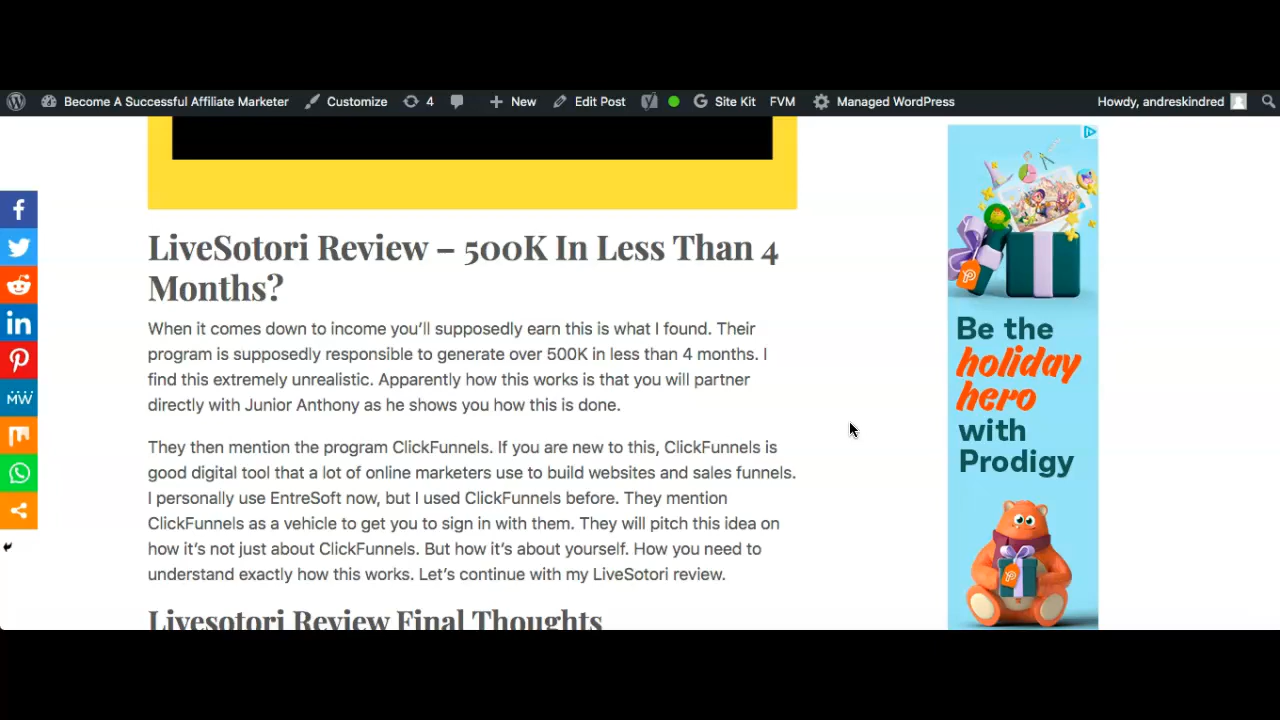 Become A Successful Affiliate Marketer Customize 4 New Edit Post Site Kit FVM Managed WordPress Howdy, andreskindred
LiveSotori Review – 500K In Less Than 4
Months?
When it comes down to income you’ll supposedly earn this is what I found. Their
program is supposedly responsible to generate over 500K in less than 4 months. I
find this extremely unrealistic. Apparently how this works is that you will partner
directly with Junior Anthony as he shows you how this is done.
They then mention the program ClickFunnels. If you are new to this, ClickFunnels is
good digital tool that a lot of online marketers use to build websites and sales funnels.
I personally use EntreSoft now, but I used ClickFunnels before. They mention
ClickFunnels as a vehicle to get you to sign in with them. They will pitch this idea on
how it’s not just about ClickFunnels. But how it’s about yourself. How you need to
understand exactly how this works. Let’s continue with my LiveSotori review.
Livesotori Review Final Thoughts
Be the
holiday
hero
with
Prodigy
MW